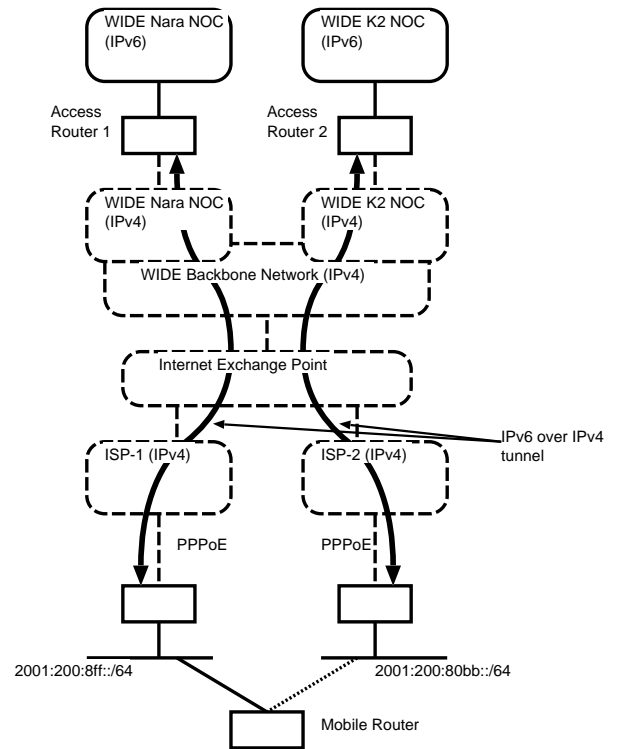 WIDE Nara NOC
(IPv6)
WIDE K2 NOC
(IPv6)
Access
Router 1
Access
Router 2
WIDE Nara NOC
(IPv4)
WIDE K2 NOC
(IPv4)
WIDE Backbone Network (IPv4)
Internet Exchange Point
IPv6 over IPv4
tunnel
ISP-1 (IPv4)
ISP-2 (IPv4)
PPPoE
PPPoE
2001:200:8ff::/64
2001:200:80bb::/64
Mobile Router